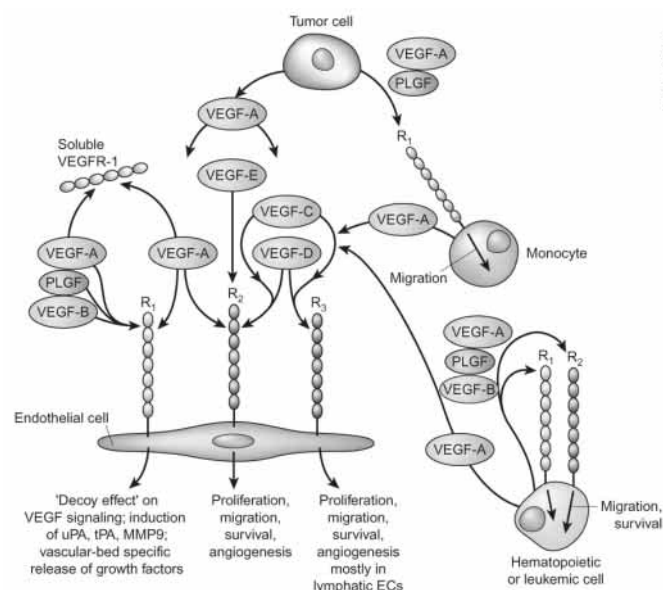 Tumor cell
VEGF-A
PLGF
VEGF-A
R1
Soluble
VEGFR-1
VEGF-E
VEGF-C
VEGF-A
VEGF-A
VEGF-A
VEGF-D
Monocyte
PLGF
Migration
VEGF-B
R1
R2
R3
VEGF-A
PLGF
R1
R2
VEGF-B
Endothelial cell
VEGF-A
'Decoy effect' on
VEGF signaling; induction
of uPA, tPA, MMP9;
vascular-bed specific
release of growth factors
Proliferation,
migration,
survival,
angiogenesis
Proliferation,
migration,
survival,
angiogenesis
mostly in
lymphatic ECs
Migration,
survival
Hematopoietic
or leukemic cell